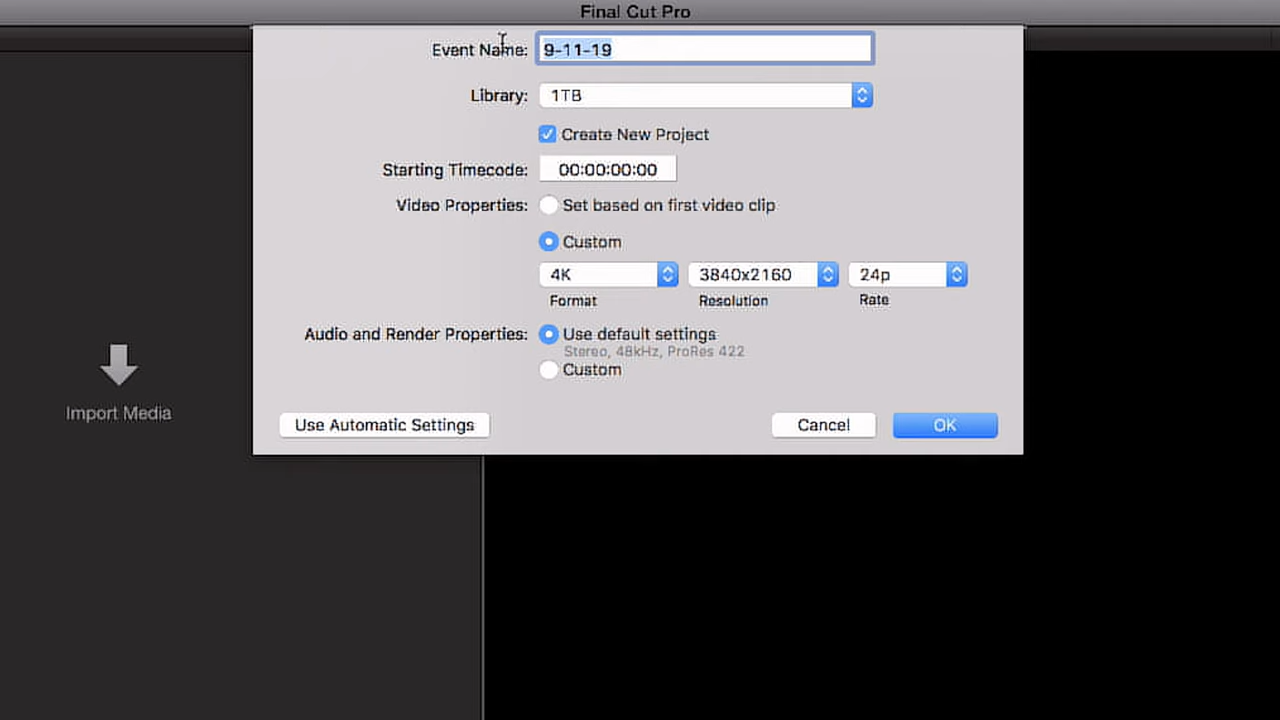 Final Cut Pro
Event Name: 9-11-19
Library: 1TB
Create New Project
Starting Timecode: 00:00:00:00
Video Properties: Set based on first video clip
Custom
4K 3840x2160 24p
Format Resolution Rate
Audio and Render Properties: Use default settings
Stereo, 48kHz, ProRes 422
Custom
Import Media
Use Automatic Settings Cancel OK